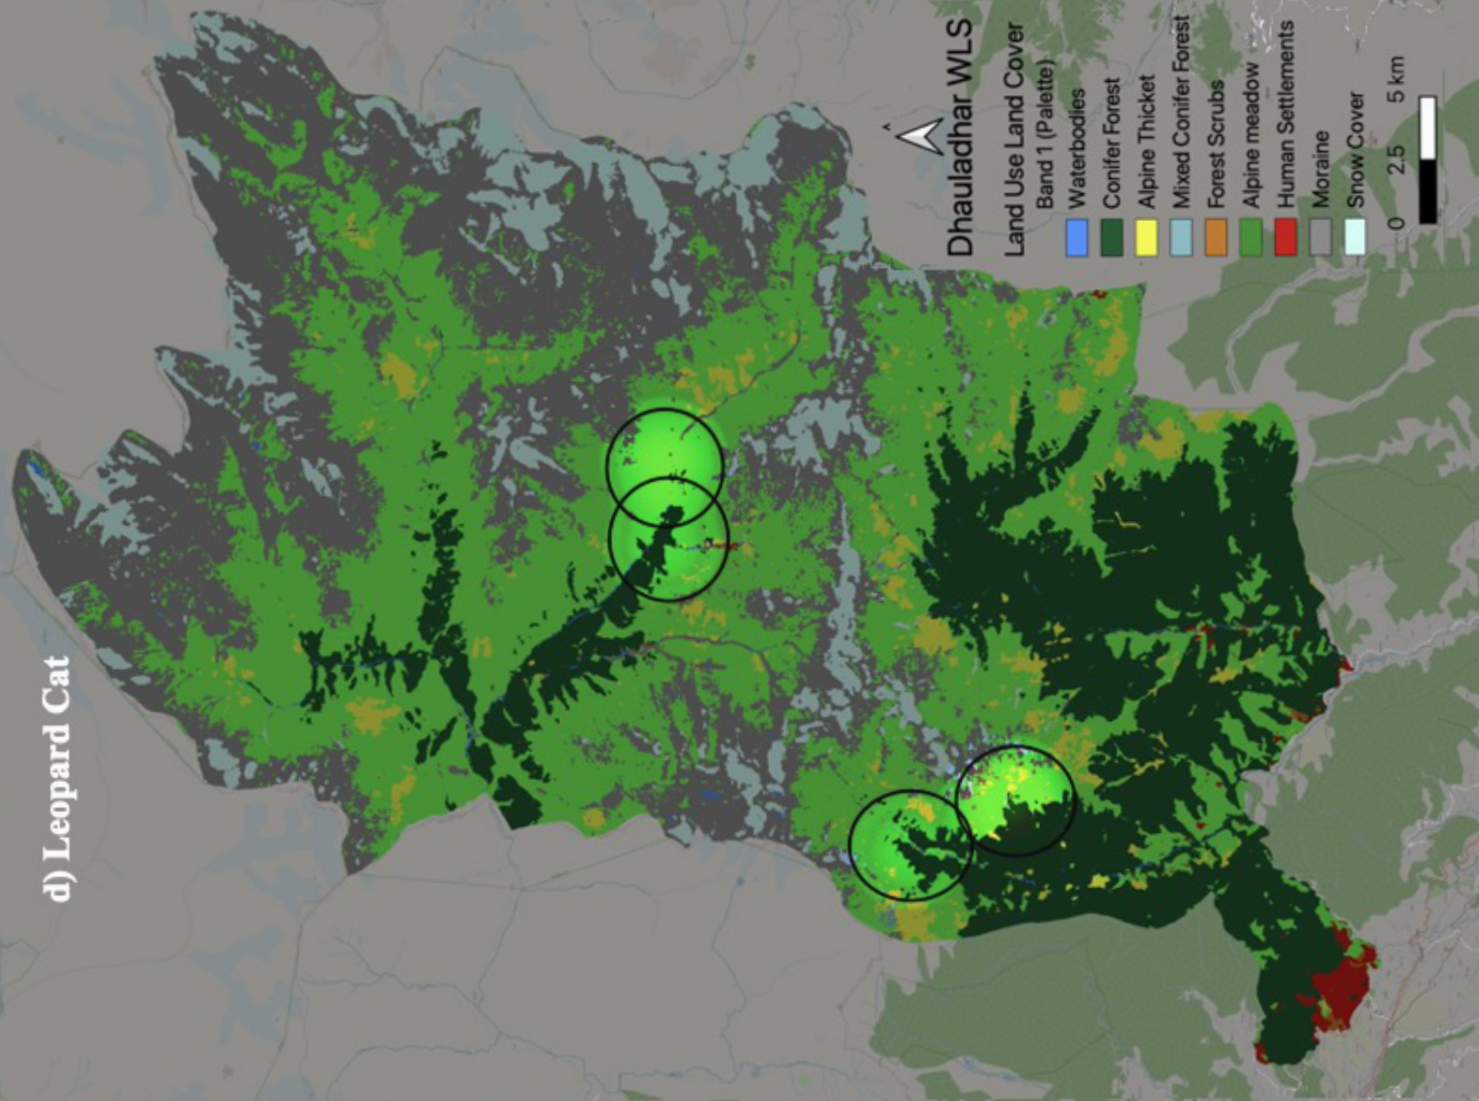 d) Leopard Cat
Dhauladhar WLS
Land Use Land Cover
Band 1 (Palette)
Waterbodies
Conifer Forest
Alpine Thicket
Mixed Conifer Forest
Forest Scrubs
Alpine meadow
Human Settlements
Moraine
Snow Cover
0 2.5 5 km